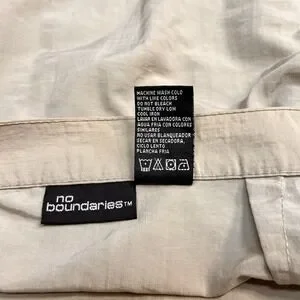 MACHINE WASH COLD
WITH LIKE COLORS
DO NOT BLEACH
TUMBLE DRY LOW
COOL IRON
LAVAR EN LAVADORA CON
AGUA FRIA CON COLORES
SIMILARES
NO USAR BLANQUEADOR
SECAR EN SECADORA,
CICLO LENTO
PLANCHA FRIA
no
boundaries™